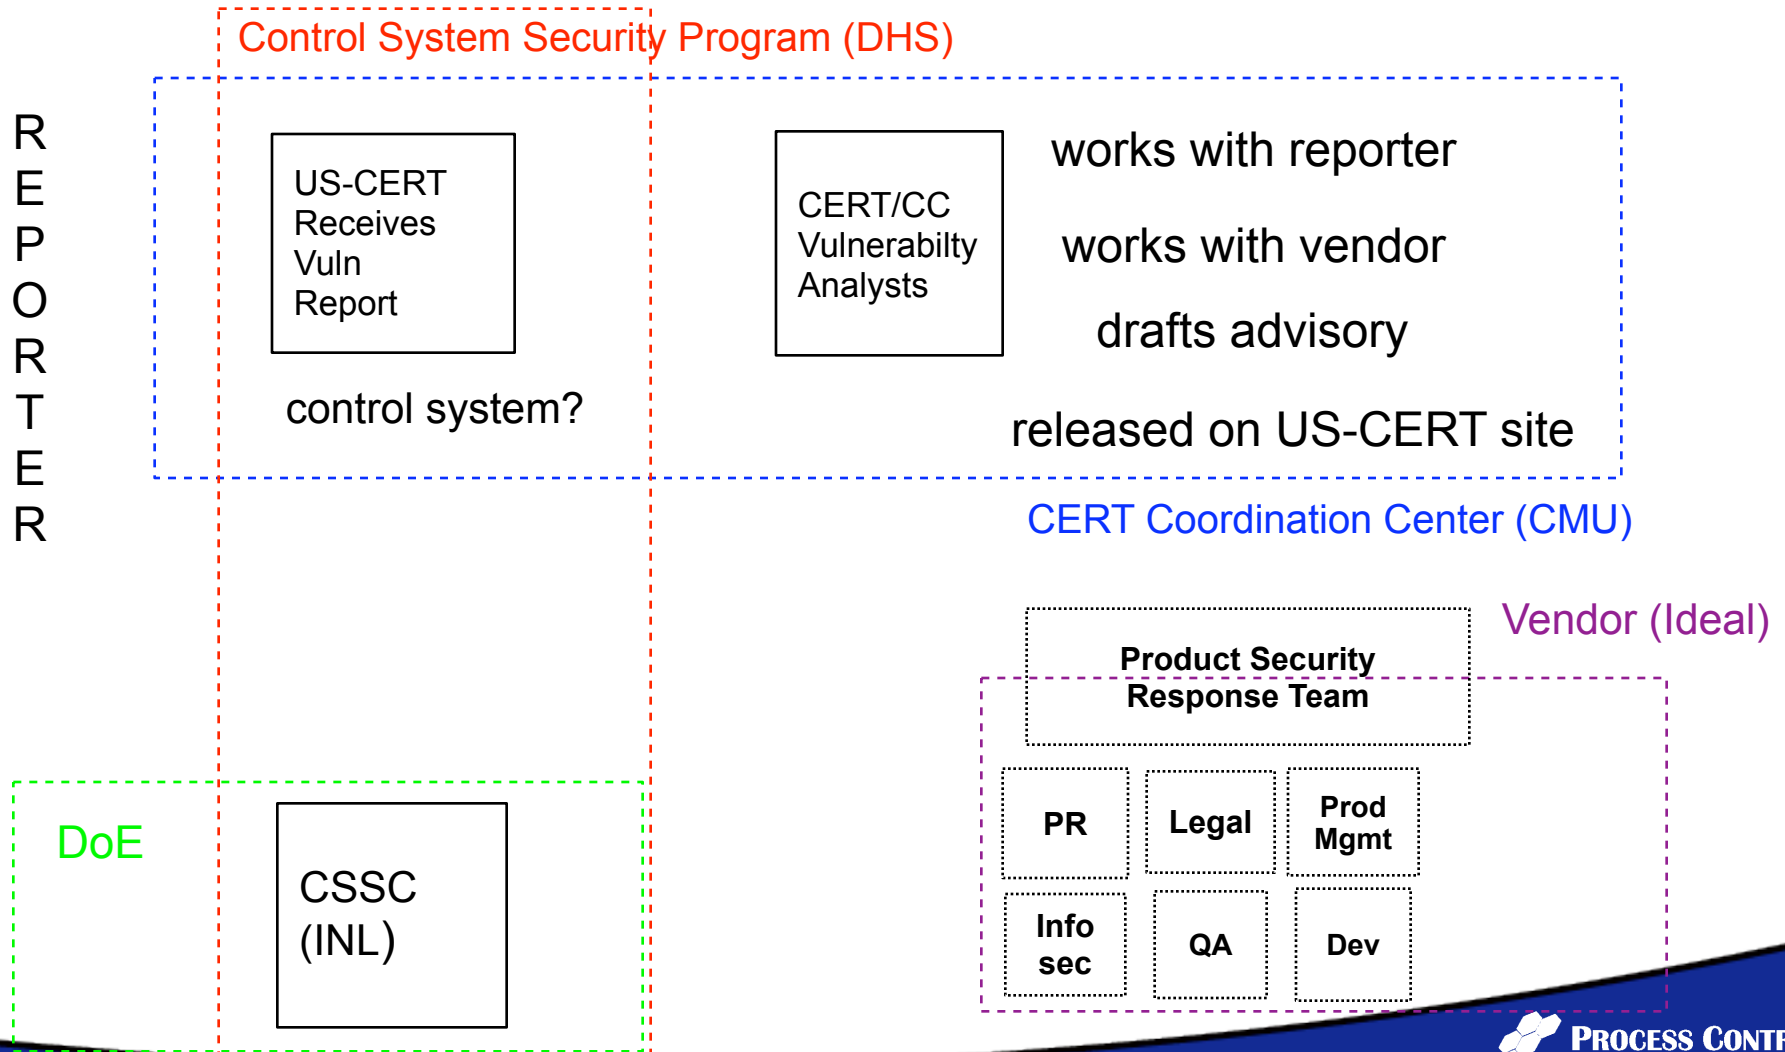 Control System Security Program (DHS)
R
E
P
O
R
T
E
R
US-CERT
Receives
Vuln
Report
control system?
CERT/CC
Vulnerabilty
Analysts
works with reporter
works with vendor
drafts advisory
released on US-CERT site
CERT Coordination Center (CMU)
Vendor (Ideal)
Product Security
Response Team
PR
Legal
Prod
Mgmt
Info
sec
QA
Dev
DoE
CSSC
(INL)
PROCESS CONTR